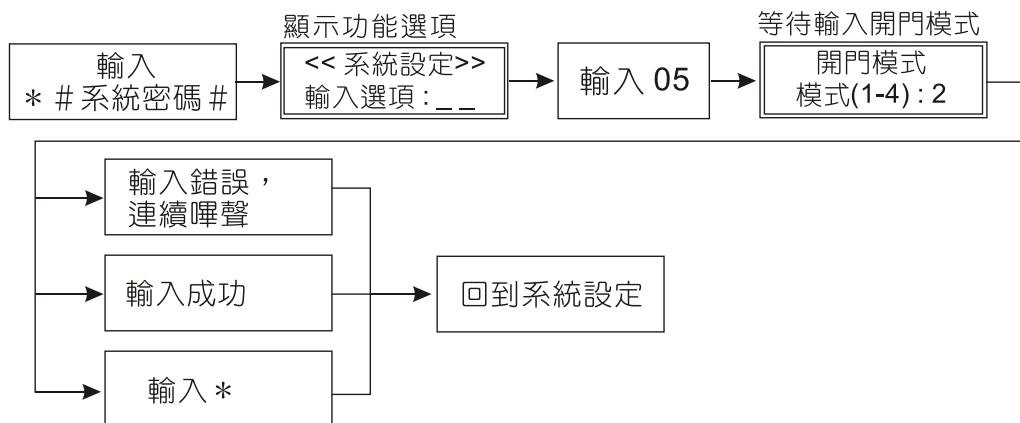 輸入
＊＃系統密碼＃
顯示功能選項
<< 系統設定>>
輸入選項：_ _
輸入 05
等待輸入開門模式
開門模式
模式(1-4) : 2
輸入錯誤，
連續嗶聲
輸入成功
輸入＊
回到系統設定